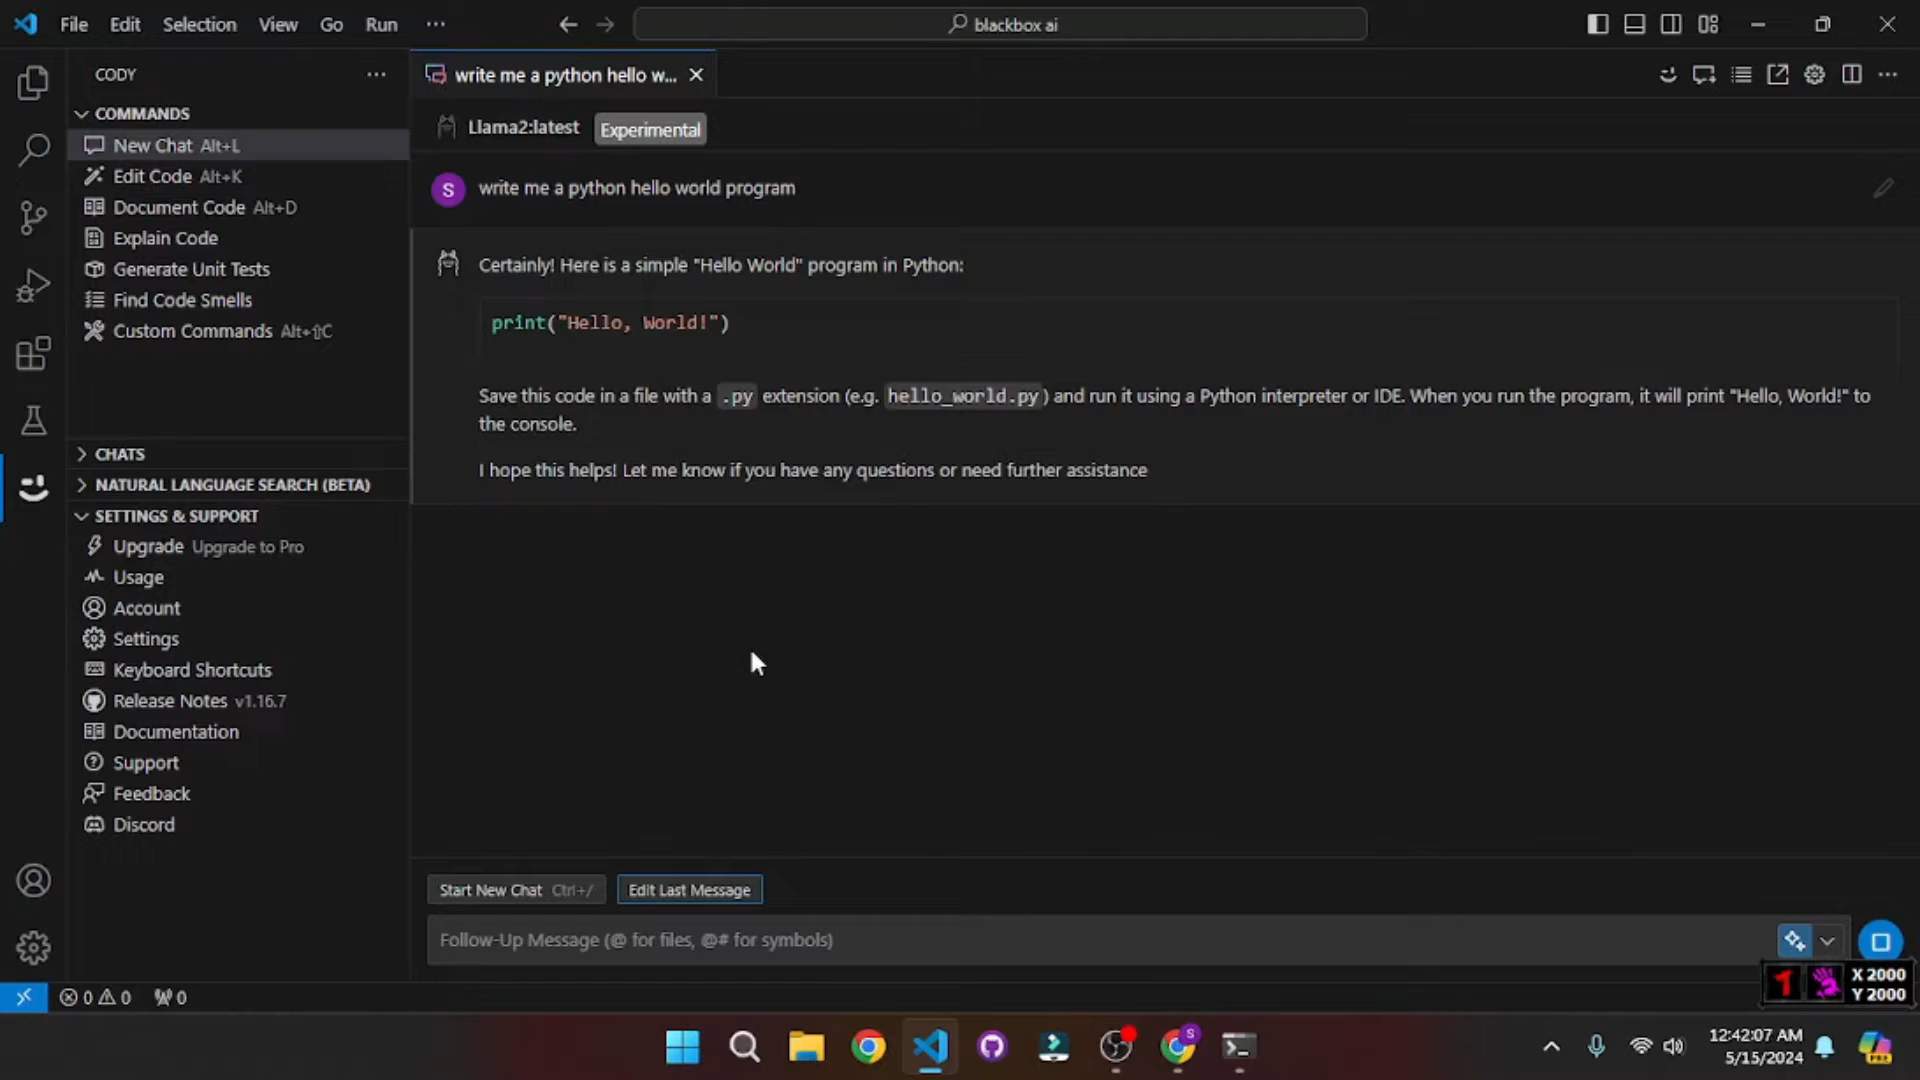 File Edit Selection View Go Run ···
blackbox ai
CODY
COMMANDS
New Chat Alt+L
Edit Code Alt+K
Document Code Alt+D
Explain Code
Generate Unit Tests
Find Code Smells
Custom Commands Alt+⇧C
CHATS
NATURAL LANGUAGE SEARCH (BETA)
SETTINGS & SUPPORT
Upgrade Upgrade to Pro
Usage
Account
Settings
Keyboard Shortcuts
Release Notes v1.16.7
Documentation
Support
Feedback
Discord
write me a python hello w...
Llama2:latest Experimental
S write me a python hello world program
Certainly! Here is a simple "Hello World" program in Python:
print("Hello, World!")
Save this code in a file with a .py extension (e.g. hello_world.py) and run it using a Python interpreter or IDE. When you run the program, it will print "Hello, World!" to
the console.
I hope this helps! Let me know if you have any questions or need further assistance
Start New Chat Ctrl+/ Edit Last Message
Follow-Up Message (@ for files, @# for symbols)
0 0 0
1 X 2000
Y 2000
S
12:42:07 AM
5/15/2024
PRE